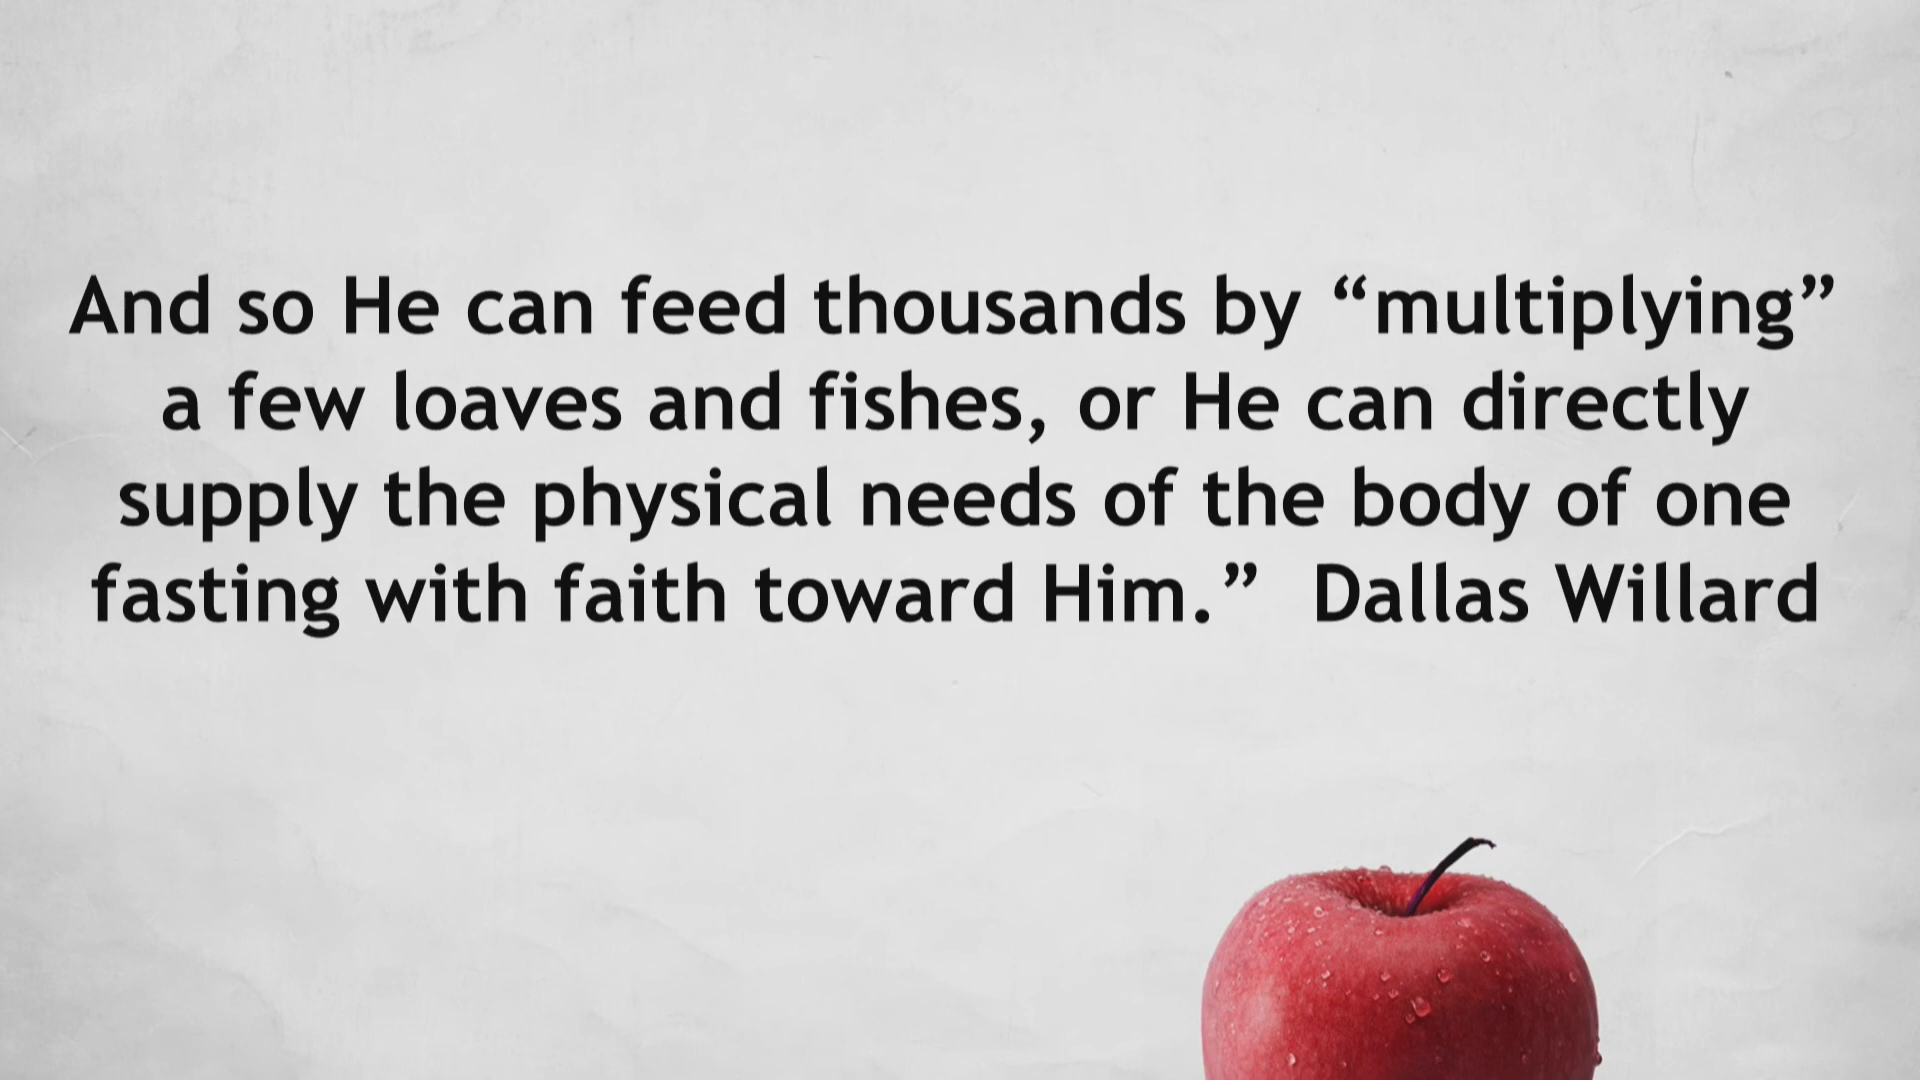 And so He can feed thousands by “multiplying”
a few loaves and fishes, or He can directly
supply the physical needs of the body of one
fasting with faith toward Him.”  Dallas Willard